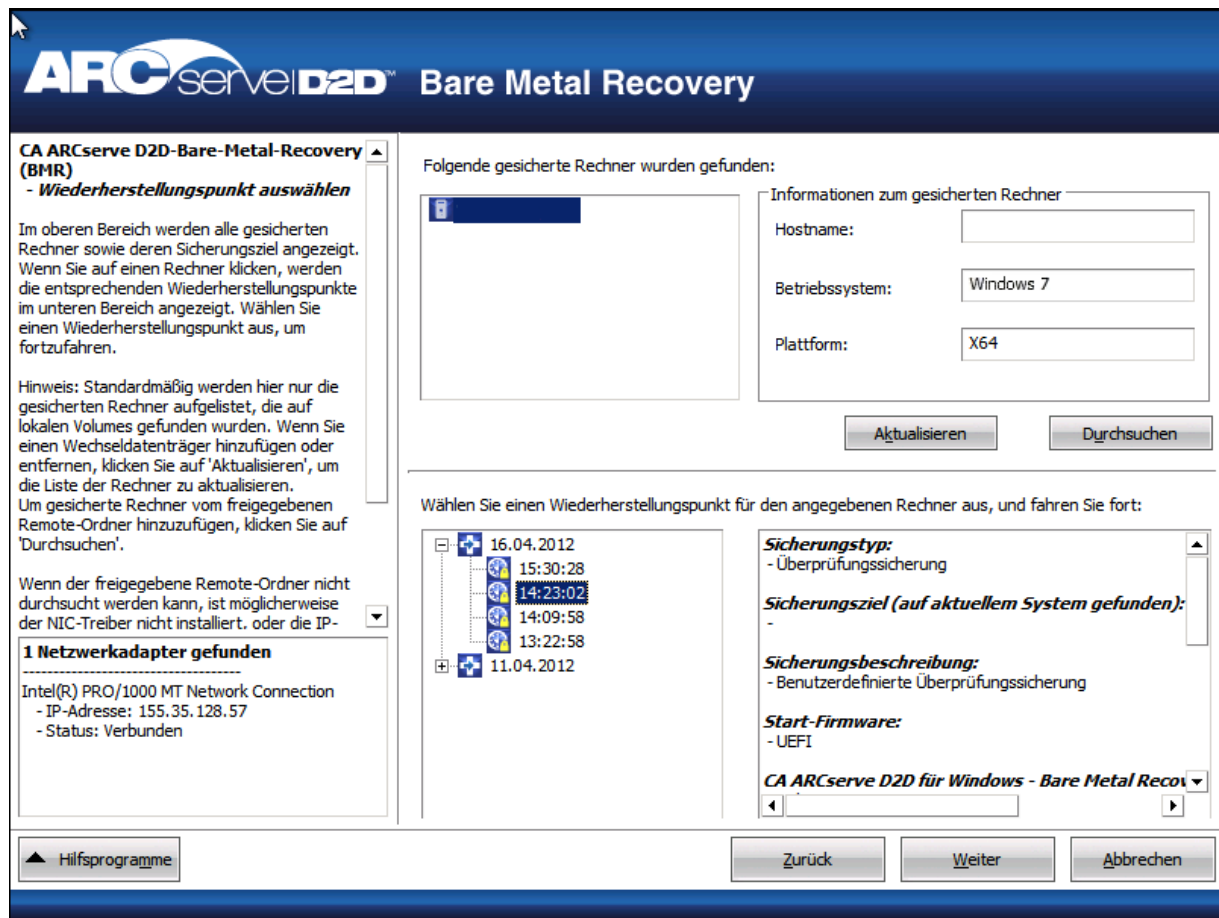 ARCserve D2D™ Bare Metal Recovery
CA ARCserve D2D-Bare-Metal-Recovery
(BMR)
- Wiederherstellungspunkt auswählen
Im oberen Bereich werden alle gesicherten
Rechner sowie deren Sicherungsziel angezeigt.
Wenn Sie auf einen Rechner klicken, werden
die entsprechenden Wiederherstellungspunkte
im unteren Bereich angezeigt. Wählen Sie
einen Wiederherstellungspunkt aus, um
fortzufahren.
Hinweis: Standardmäßig werden hier nur die
gesicherten Rechner aufgelistet, die auf
lokalen Volumes gefunden wurden. Wenn Sie
einen Wechseldatenträger hinzufügen oder
entfernen, klicken Sie auf 'Aktualisieren', um
die Liste der Rechner zu aktualisieren.
Um gesicherte Rechner vom freigegebenen
Remote-Ordner hinzuzufügen, klicken Sie auf
'Durchsuchen'.
Wenn der freigegebene Remote-Ordner nicht
durchsucht werden kann, ist möglicherweise
der NIC-Treiber nicht installiert. oder die IP-
1 Netzwerkadapter gefunden
------------------------------------
Intel(R) PRO/1000 MT Network Connection
- IP-Adresse: 155.35.128.57
- Status: Verbunden
Folgende gesicherte Rechner wurden gefunden:
Informationen zum gesicherten Rechner
Hostname:
Betriebssystem: Windows 7
Plattform: X64
Aktualisieren Durchsuchen
Wählen Sie einen Wiederherstellungspunkt für den angegebenen Rechner aus, und fahren Sie fort:
16.04.2012
15:30:28
14:23:02
14:09:58
13:22:58
11.04.2012
Sicherungstyp:
- Überprüfungssicherung
Sicherungsziel (auf aktuellem System gefunden):
-
Sicherungsbeschreibung:
- Benutzerdefinierte Überprüfungssicherung
Start-Firmware:
- UEFI
CA ARCserve D2D für Windows - Bare Metal Recov
Hilfsprogramme Zurück Weiter Abbrechen